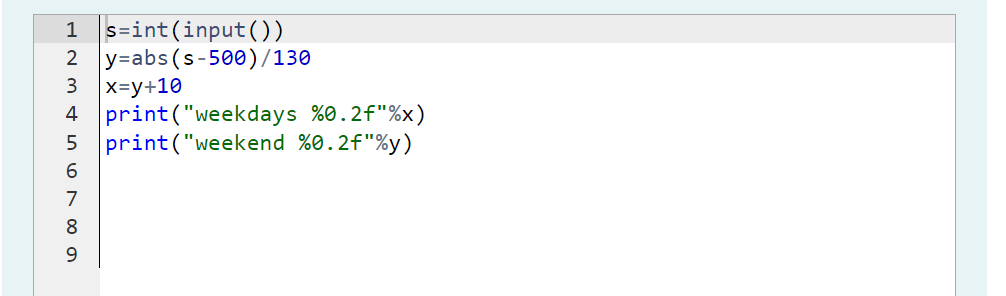 1 s=int(input())
2 y=abs(s-500)/130
3 x=y+10
4 print("weekdays %0.2f"%x)
5 print("weekend %0.2f"%y)
6
7
8
9